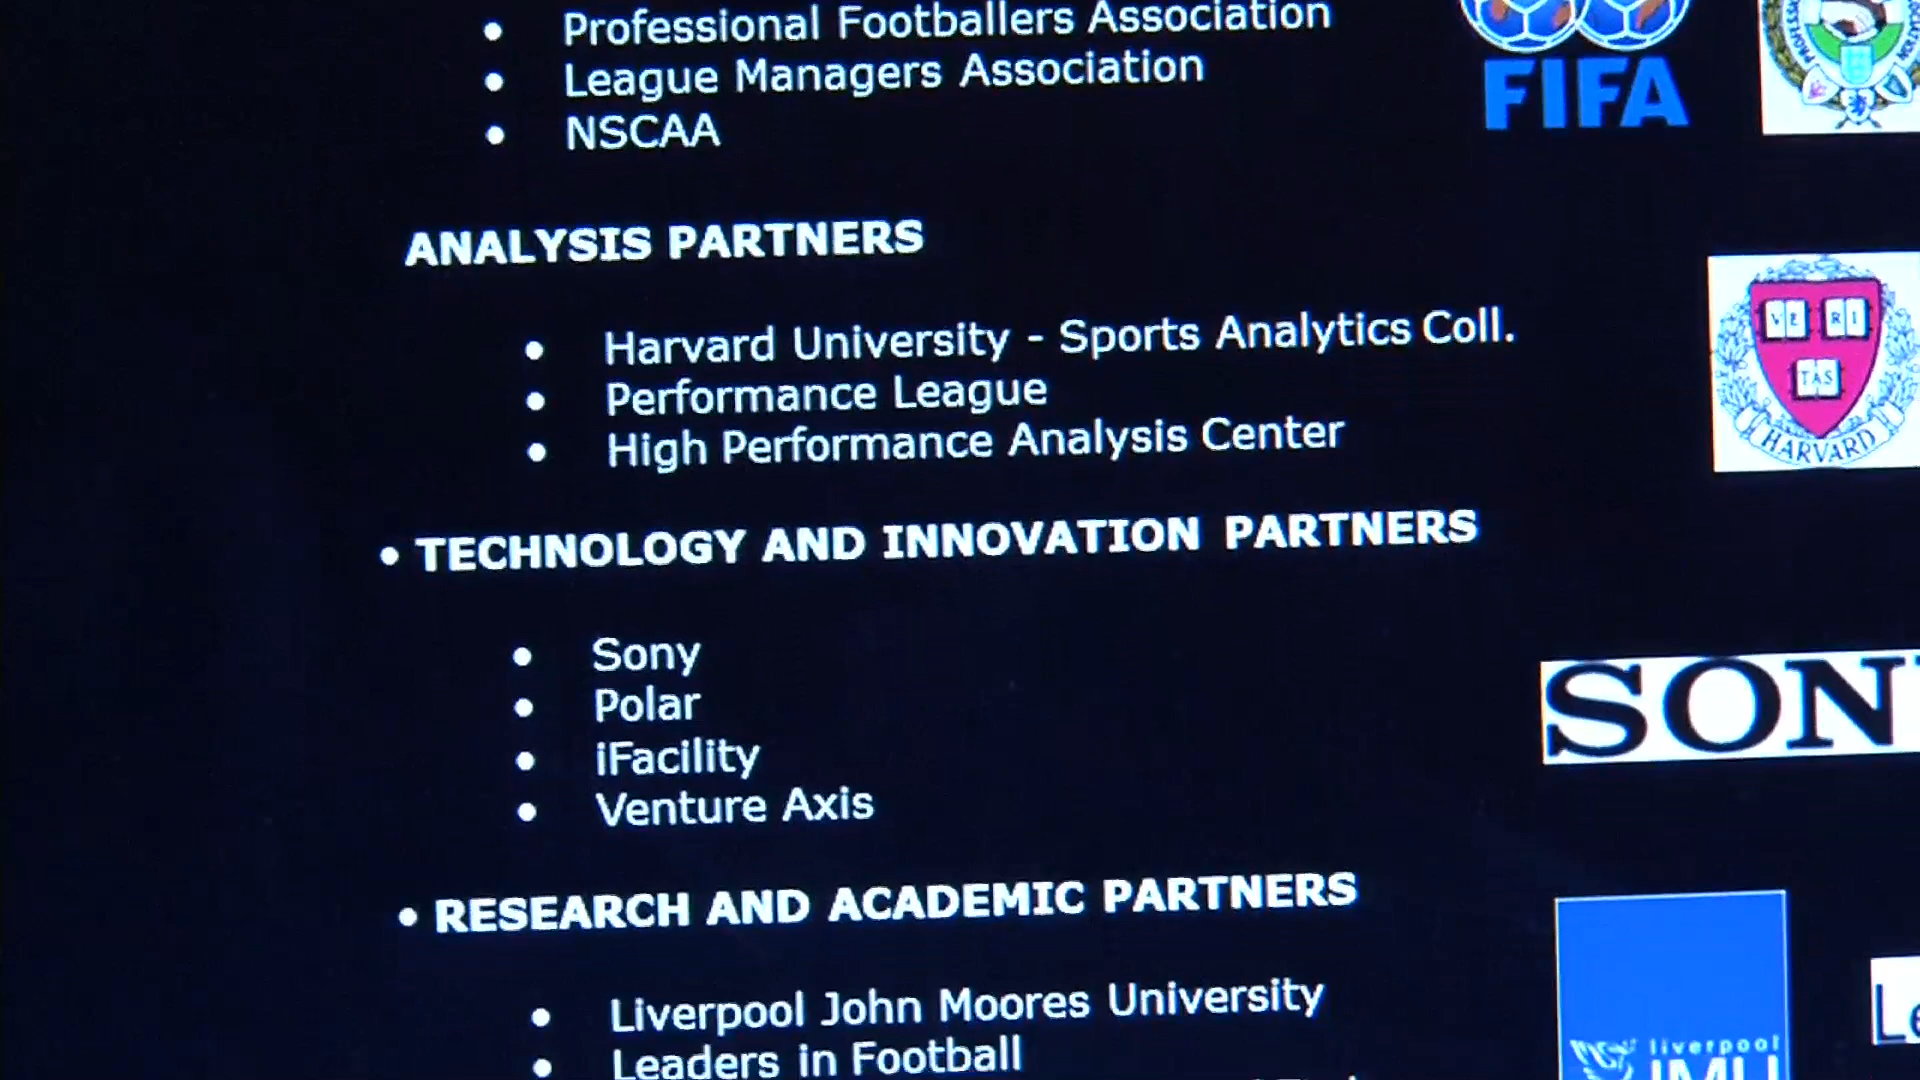 • Professional Footballers Association
• League Managers Association
• NSCAA
FIFA
ANALYSIS PARTNERS
• Harvard University - Sports Analytics Coll.
• Performance League
• High Performance Analysis Center
VE RI
TAS
HARVARD
• TECHNOLOGY AND INNOVATION PARTNERS
• Sony
• Polar
• iFacility
• Venture Axis
SON
• RESEARCH AND ACADEMIC PARTNERS
• Liverpool John Moores University
• Leaders in Football
liverpool
JMU
Le